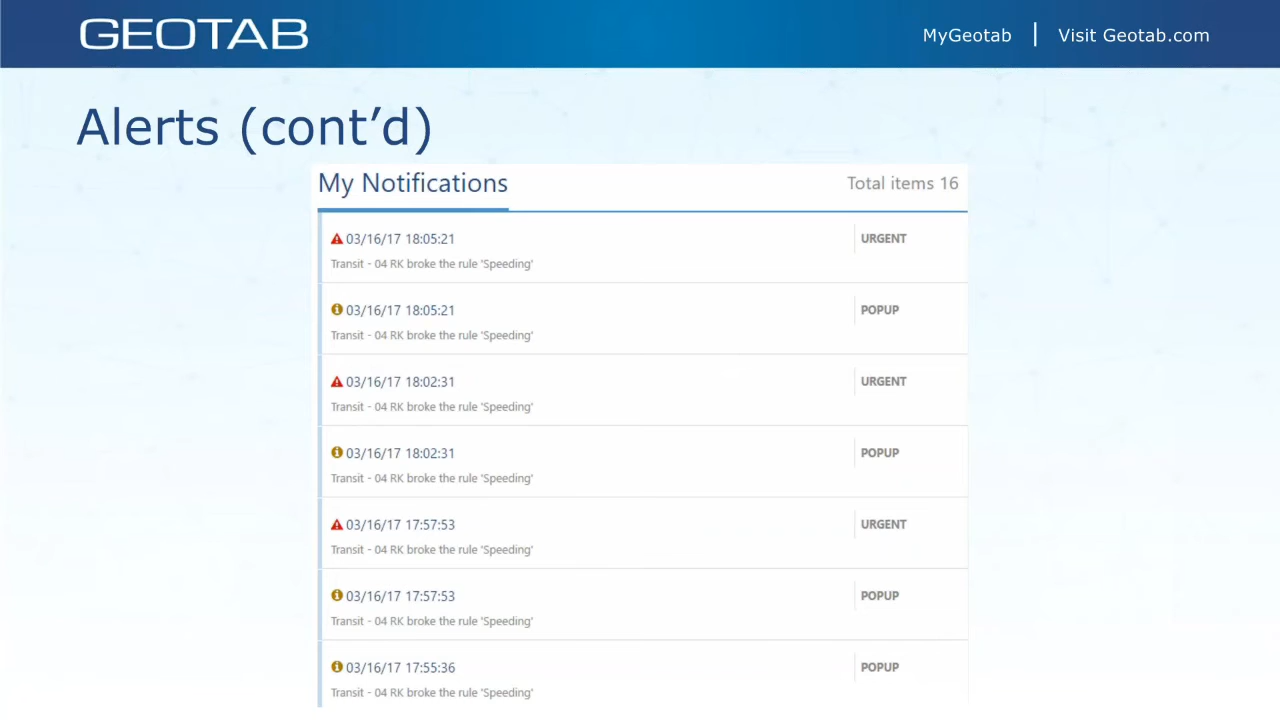 GEOTAB
MyGeotab | Visit Geotab.com
Alerts (cont’d)
My Notifications
Total items 16
03/16/17 18:05:21
URGENT
Transit - 04 RK broke the rule 'Speeding'
03/16/17 18:05:21
POPUP
Transit - 04 RK broke the rule 'Speeding'
03/16/17 18:02:31
URGENT
Transit - 04 RK broke the rule 'Speeding'
03/16/17 18:02:31
POPUP
Transit - 04 RK broke the rule 'Speeding'
03/16/17 17:57:53
URGENT
Transit - 04 RK broke the rule 'Speeding'
03/16/17 17:57:53
POPUP
Transit - 04 RK broke the rule 'Speeding'
03/16/17 17:55:36
POPUP
Transit - 04 RK broke the rule 'Speeding'